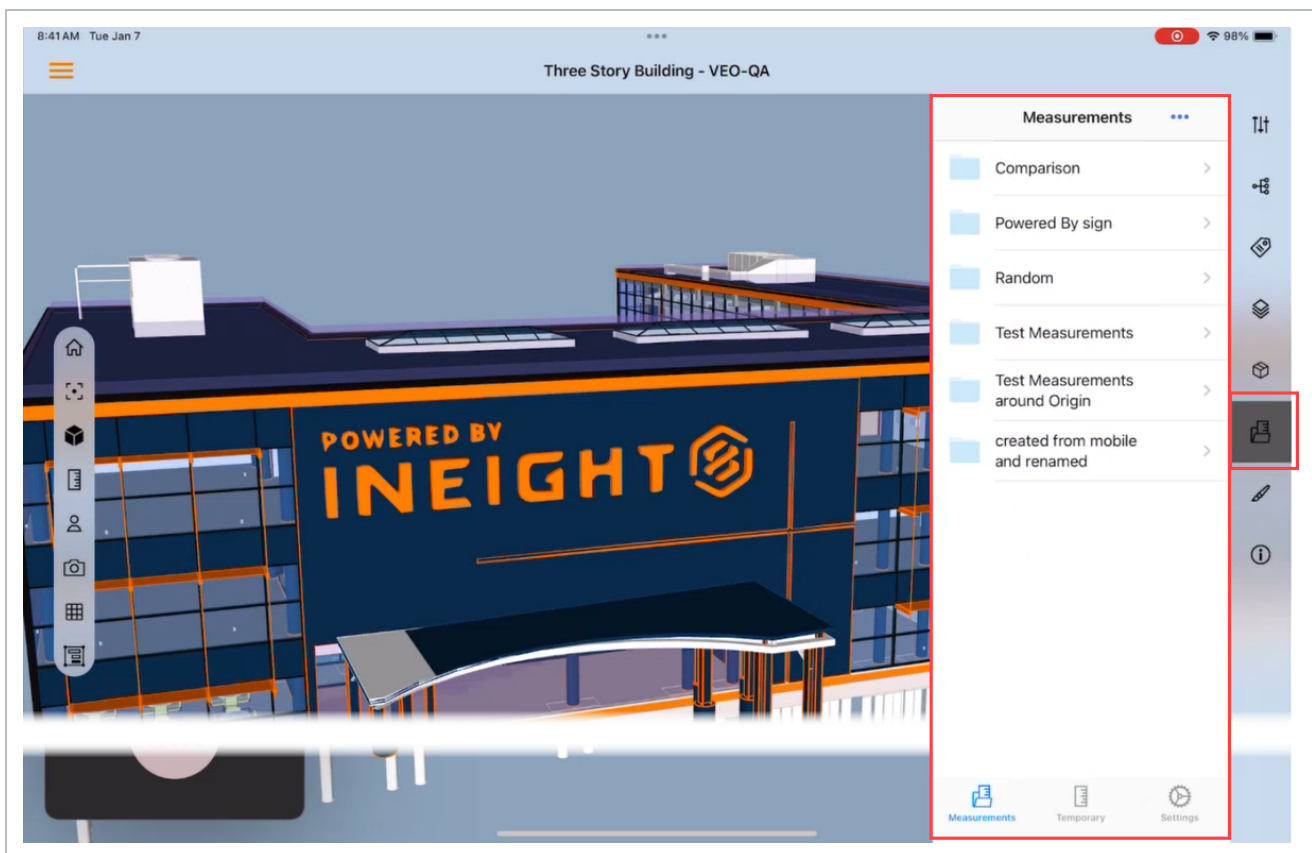 8:41 AM Tue Jan 7
98%
Three Story Building - VEO-QA
Measurements
Comparison
Powered By sign
Random
Test Measurements
Test Measurements
around Origin
created from mobile
and renamed
POWERED BY
INEIGHT
Measurements Temporary Settings